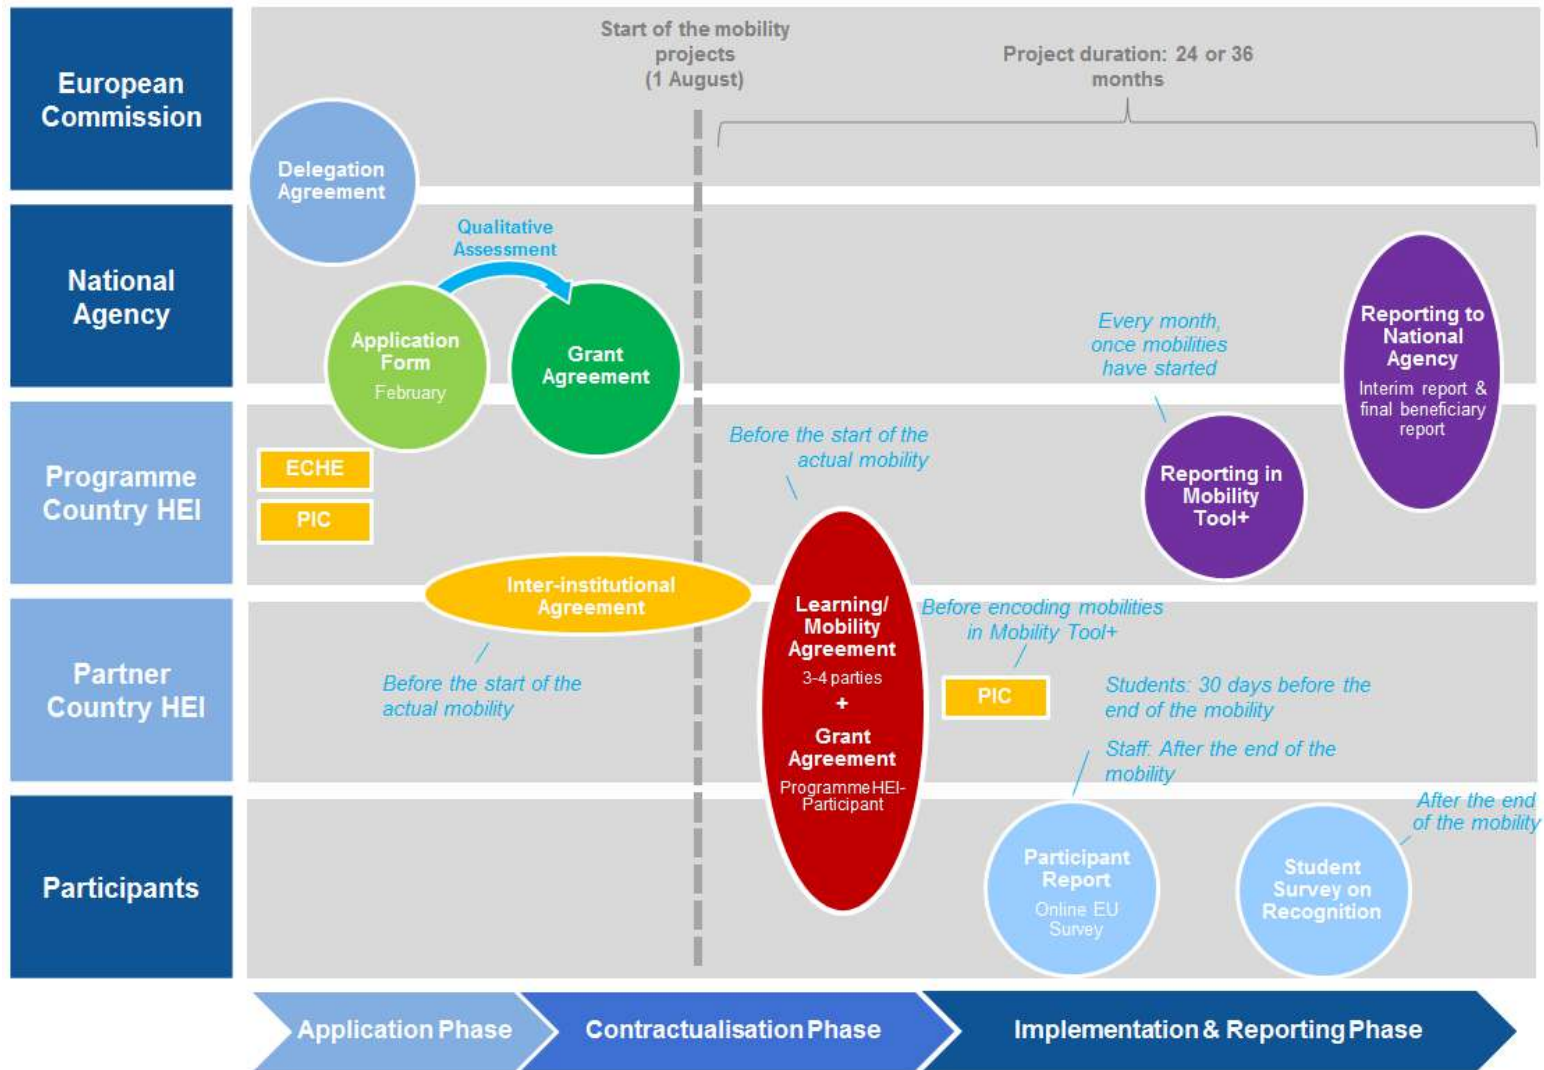 Start of the mobility
projects
(1 August)
Project duration: 24 or 36
months
European
Commission
Delegation
Agreement
National
Agency
Qualitative
Assessment
Application
Form
February
Grant
Agreement
Every month,
once mobilities
have started
Reporting to
National
Agency
Interim report &
final beneficiary
report
Programme
Country HEI
ECHE
PIC
Before the start of the
actual mobility
Reporting in
Mobility
Tool+
Inter-institutional
Agreement
Partner
Country HEI
Before the start of the
actual mobility
Learning/
Mobility
Agreement
3-4 parties
+
Grant
Agreement
Programme HEI-
Participant
Before encoding mobilities
in Mobility Tool+
PIC
Students: 30 days before the
end of the mobility
Staff: After the end of the
mobility
Participants
Participant
Report
Online EU
Survey
After the end
of the mobility
Student
Survey on
Recognition
Application Phase
Contractualisation Phase
Implementation & Reporting Phase